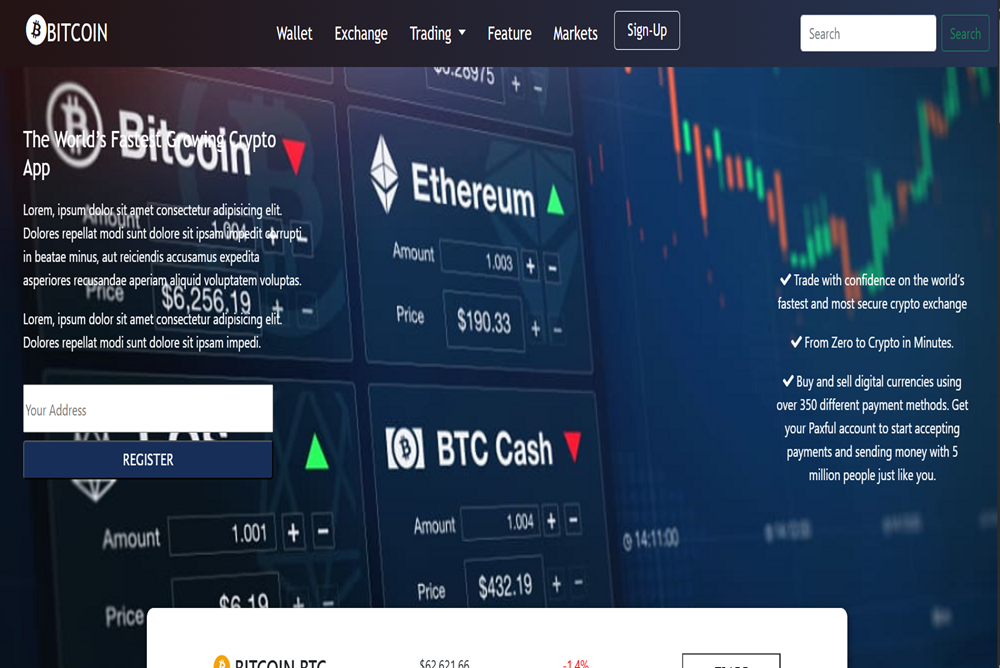 BITCOIN
Wallet
Exchange
Trading
Feature
Markets
Sign-Up
Search
Search
The World's Fastest Growing Crypto
App
Lorem, ipsum dolor sit amet consectetur adipisicing elit.
Dolores repellat modi sunt dolore sit ipsam impedit corrupti
in beatae minus, aut reiciendis accusamus expedita
asperiores recusandae aperiam aliquid voluptatem voluptas.
Lorem, ipsum dolor sit amet consectetur adipisicing elit.
Dolores repellat modi sunt dolore sit ipsam impedi.
Your Address
REGISTER
✔ Trade with confidence on the world's
fastest and most secure crypto exchange
✔ From Zero to Crypto in Minutes.
✔ Buy and sell digital currencies using
over 350 different payment methods. Get
your Paxful account to start accepting
payments and sending money with 5
million people just like you.
Bitcoin
Amount 1.004 + −
Price $6,256.19 + −
+ −
Ethereum
Amount 1.003 + −
Price $190.33 + −
Amount 1.001 + −
Price $6.19 + −
BTC Cash
Amount 1.004 + −
Price $432.19 + −
14:11:00
BITCOIN BTC
$62,621.66
-1.4%